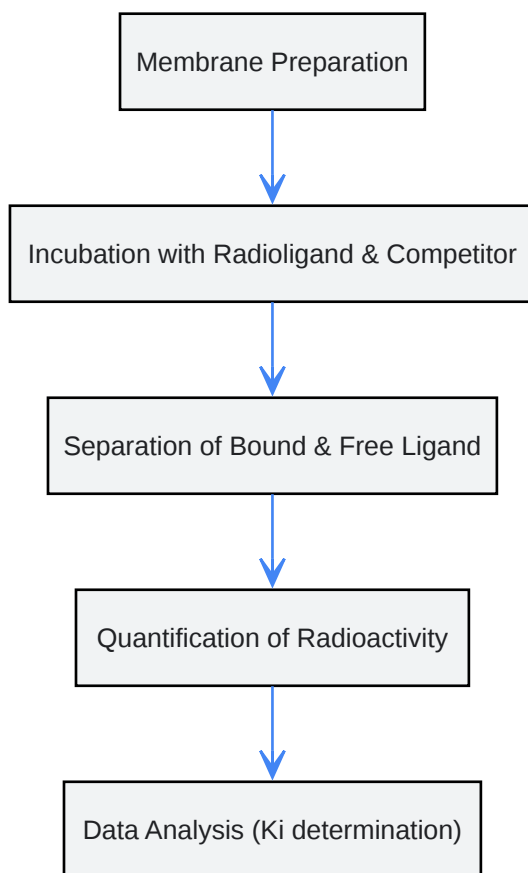 Membrane Preparation
Incubation with Radioligand & Competitor
Separation of Bound & Free Ligand
Quantification of Radioactivity
Data Analysis (Ki determination)